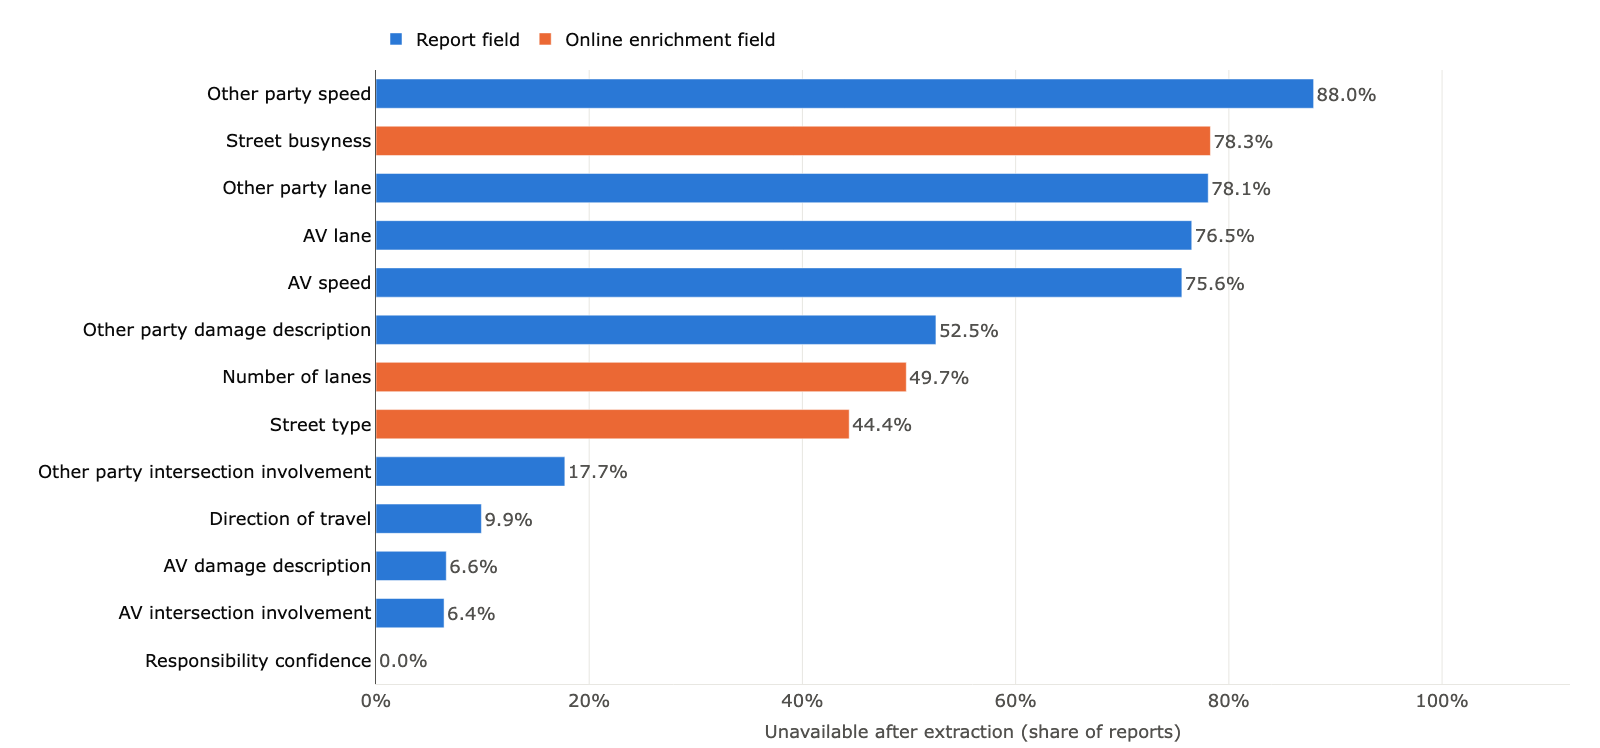 Report field Online enrichment field
Other party speed 88.0%
Street busyness 78.3%
Other party lane 78.1%
AV lane 76.5%
AV speed 75.6%
Other party damage description 52.5%
Number of lanes 49.7%
Street type 44.4%
Other party intersection involvement 17.7%
Direction of travel 9.9%
AV damage description 6.6%
AV intersection involvement 6.4%
Responsibility confidence 0.0%
0% 20% 40% 60% 80% 100%
Unavailable after extraction (share of reports)